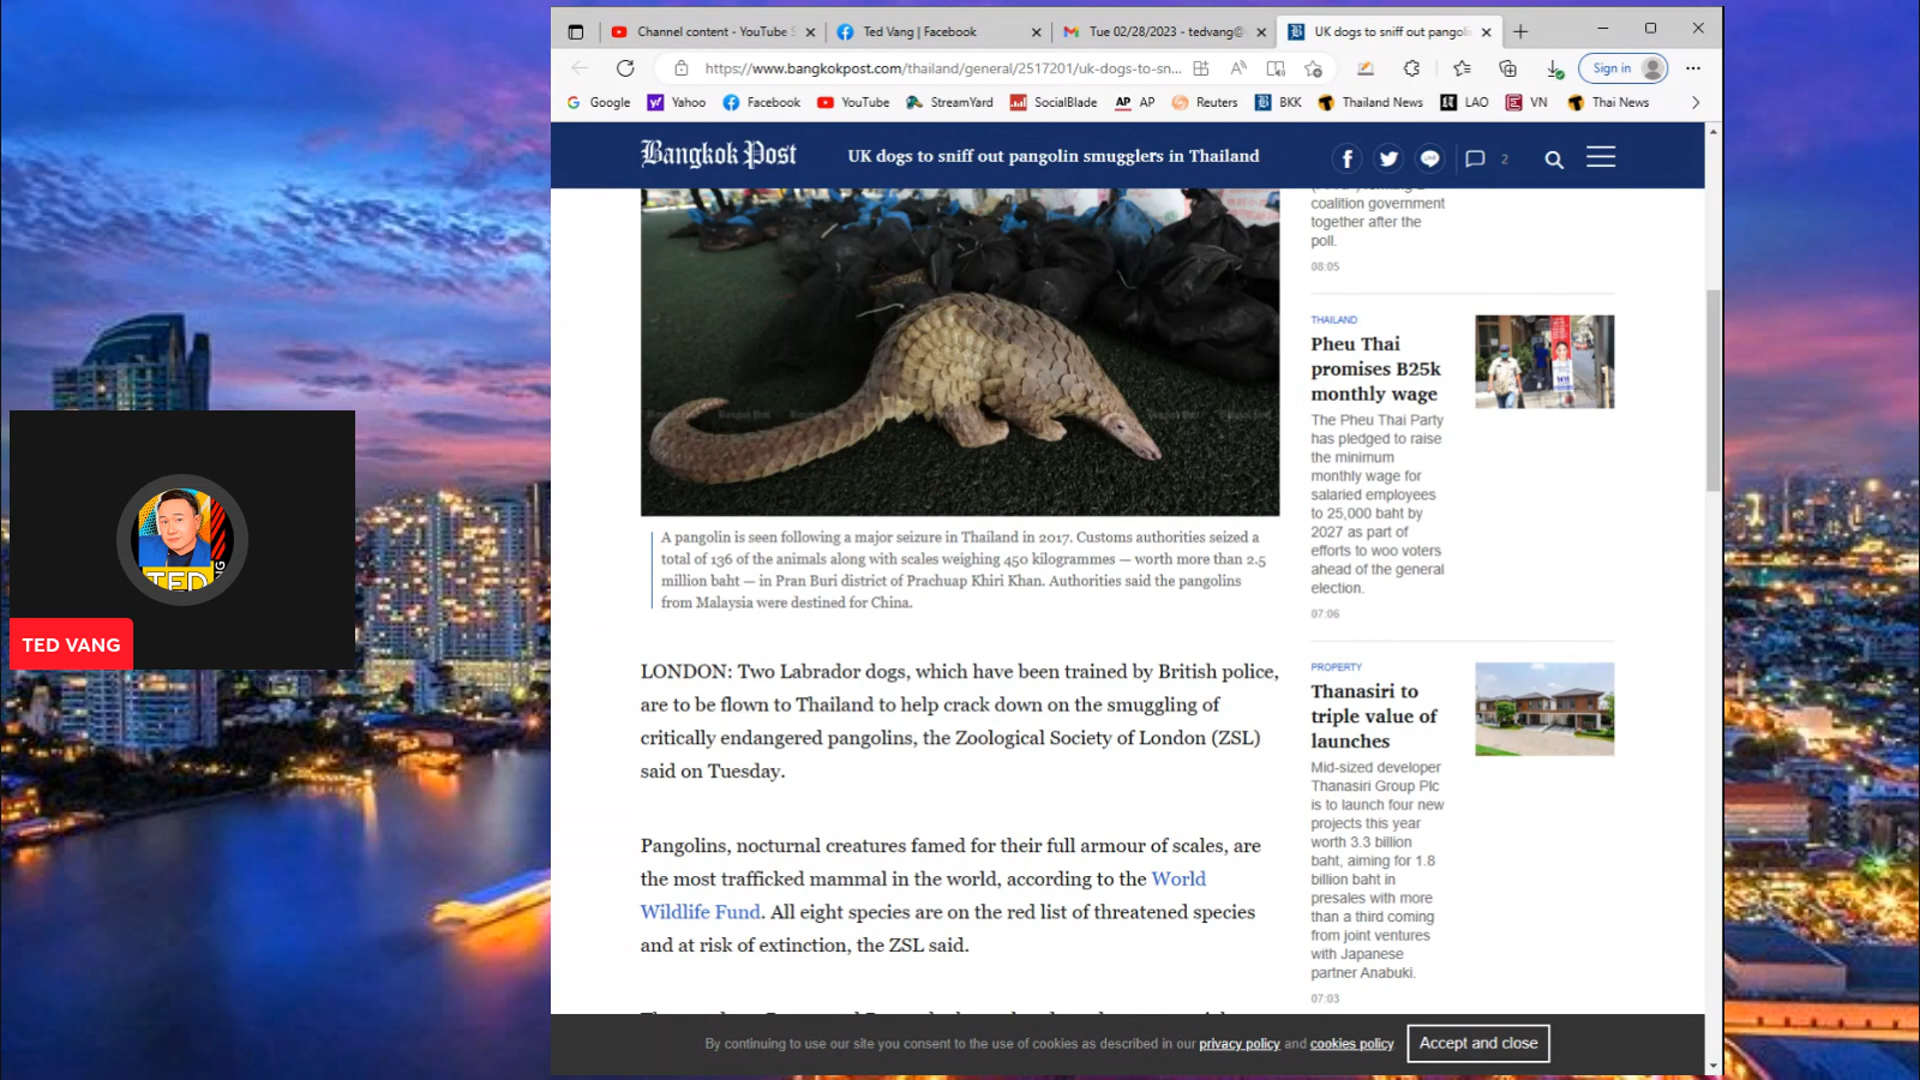 Channel content - YouTube S
Ted Vang | Facebook
Tue 02/28/2023 - tedvang@
UK dogs to sniff out pangoli
https://www.bangkokpost.com/thailand/general/2517201/uk-dogs-to-sn...
Sign in
Google
Yahoo
Facebook
YouTube
StreamYard
SocialBlade
AP AP
Reuters
BKK
Thailand News
LAO
VN
Thai News
Bangkok Post
UK dogs to sniff out pangolin smugglers in Thailand
2
coalition government
together after the
poll.
08:05
THAILAND
Pheu Thai
promises B25k
monthly wage
The Pheu Thai Party
has pledged to raise
the minimum
monthly wage for
salaried employees
to 25,000 baht by
2027 as part of
efforts to woo voters
ahead of the general
election.
07:06
PROPERTY
Thanasiri to
triple value of
launches
Mid-sized developer
Thanasiri Group Plc
is to launch four new
projects this year
worth 3.3 billion
baht, aiming for 1.8
billion baht in
presales with more
than a third coming
from joint ventures
with Japanese
partner Anabuki.
07:03
A pangolin is seen following a major seizure in Thailand in 2017. Customs authorities seized a
total of 136 of the animals along with scales weighing 450 kilogrammes — worth more than 2.5
million baht — in Pran Buri district of Prachuap Khiri Khan. Authorities said the pangolins
from Malaysia were destined for China.
LONDON: Two Labrador dogs, which have been trained by British police,
are to be flown to Thailand to help crack down on the smuggling of
critically endangered pangolins, the Zoological Society of London (ZSL)
said on Tuesday.
Pangolins, nocturnal creatures famed for their full armour of scales, are
the most trafficked mammal in the world, according to the World
Wildlife Fund. All eight species are on the red list of threatened species
and at risk of extinction, the ZSL said.
By continuing to use our site you consent to the use of cookies as described in our privacy policy and cookies policy
Accept and close
TED
NG
TED VANG